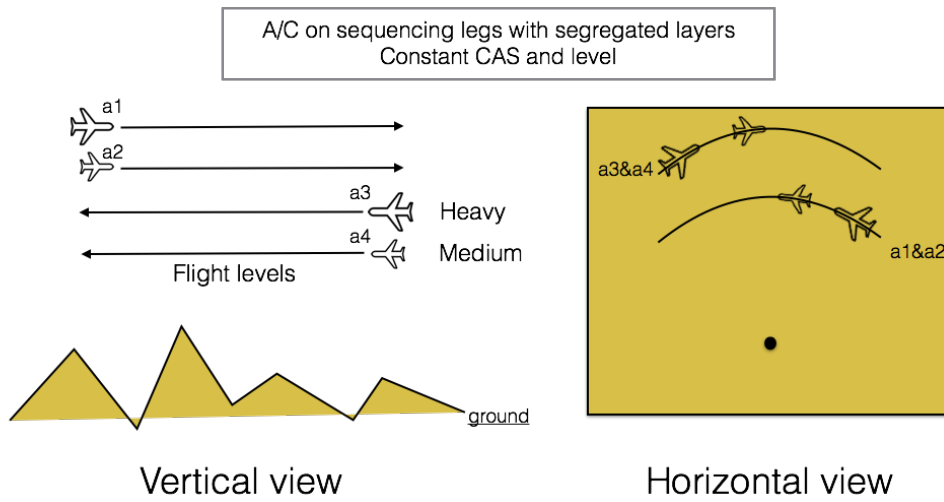 A/C on sequencing legs with segregated layers
Constant CAS and level
a1
a2
a3
Heavy
a4
Medium
Flight levels
ground
Vertical view
a3&a4
a1&a2
Horizontal view